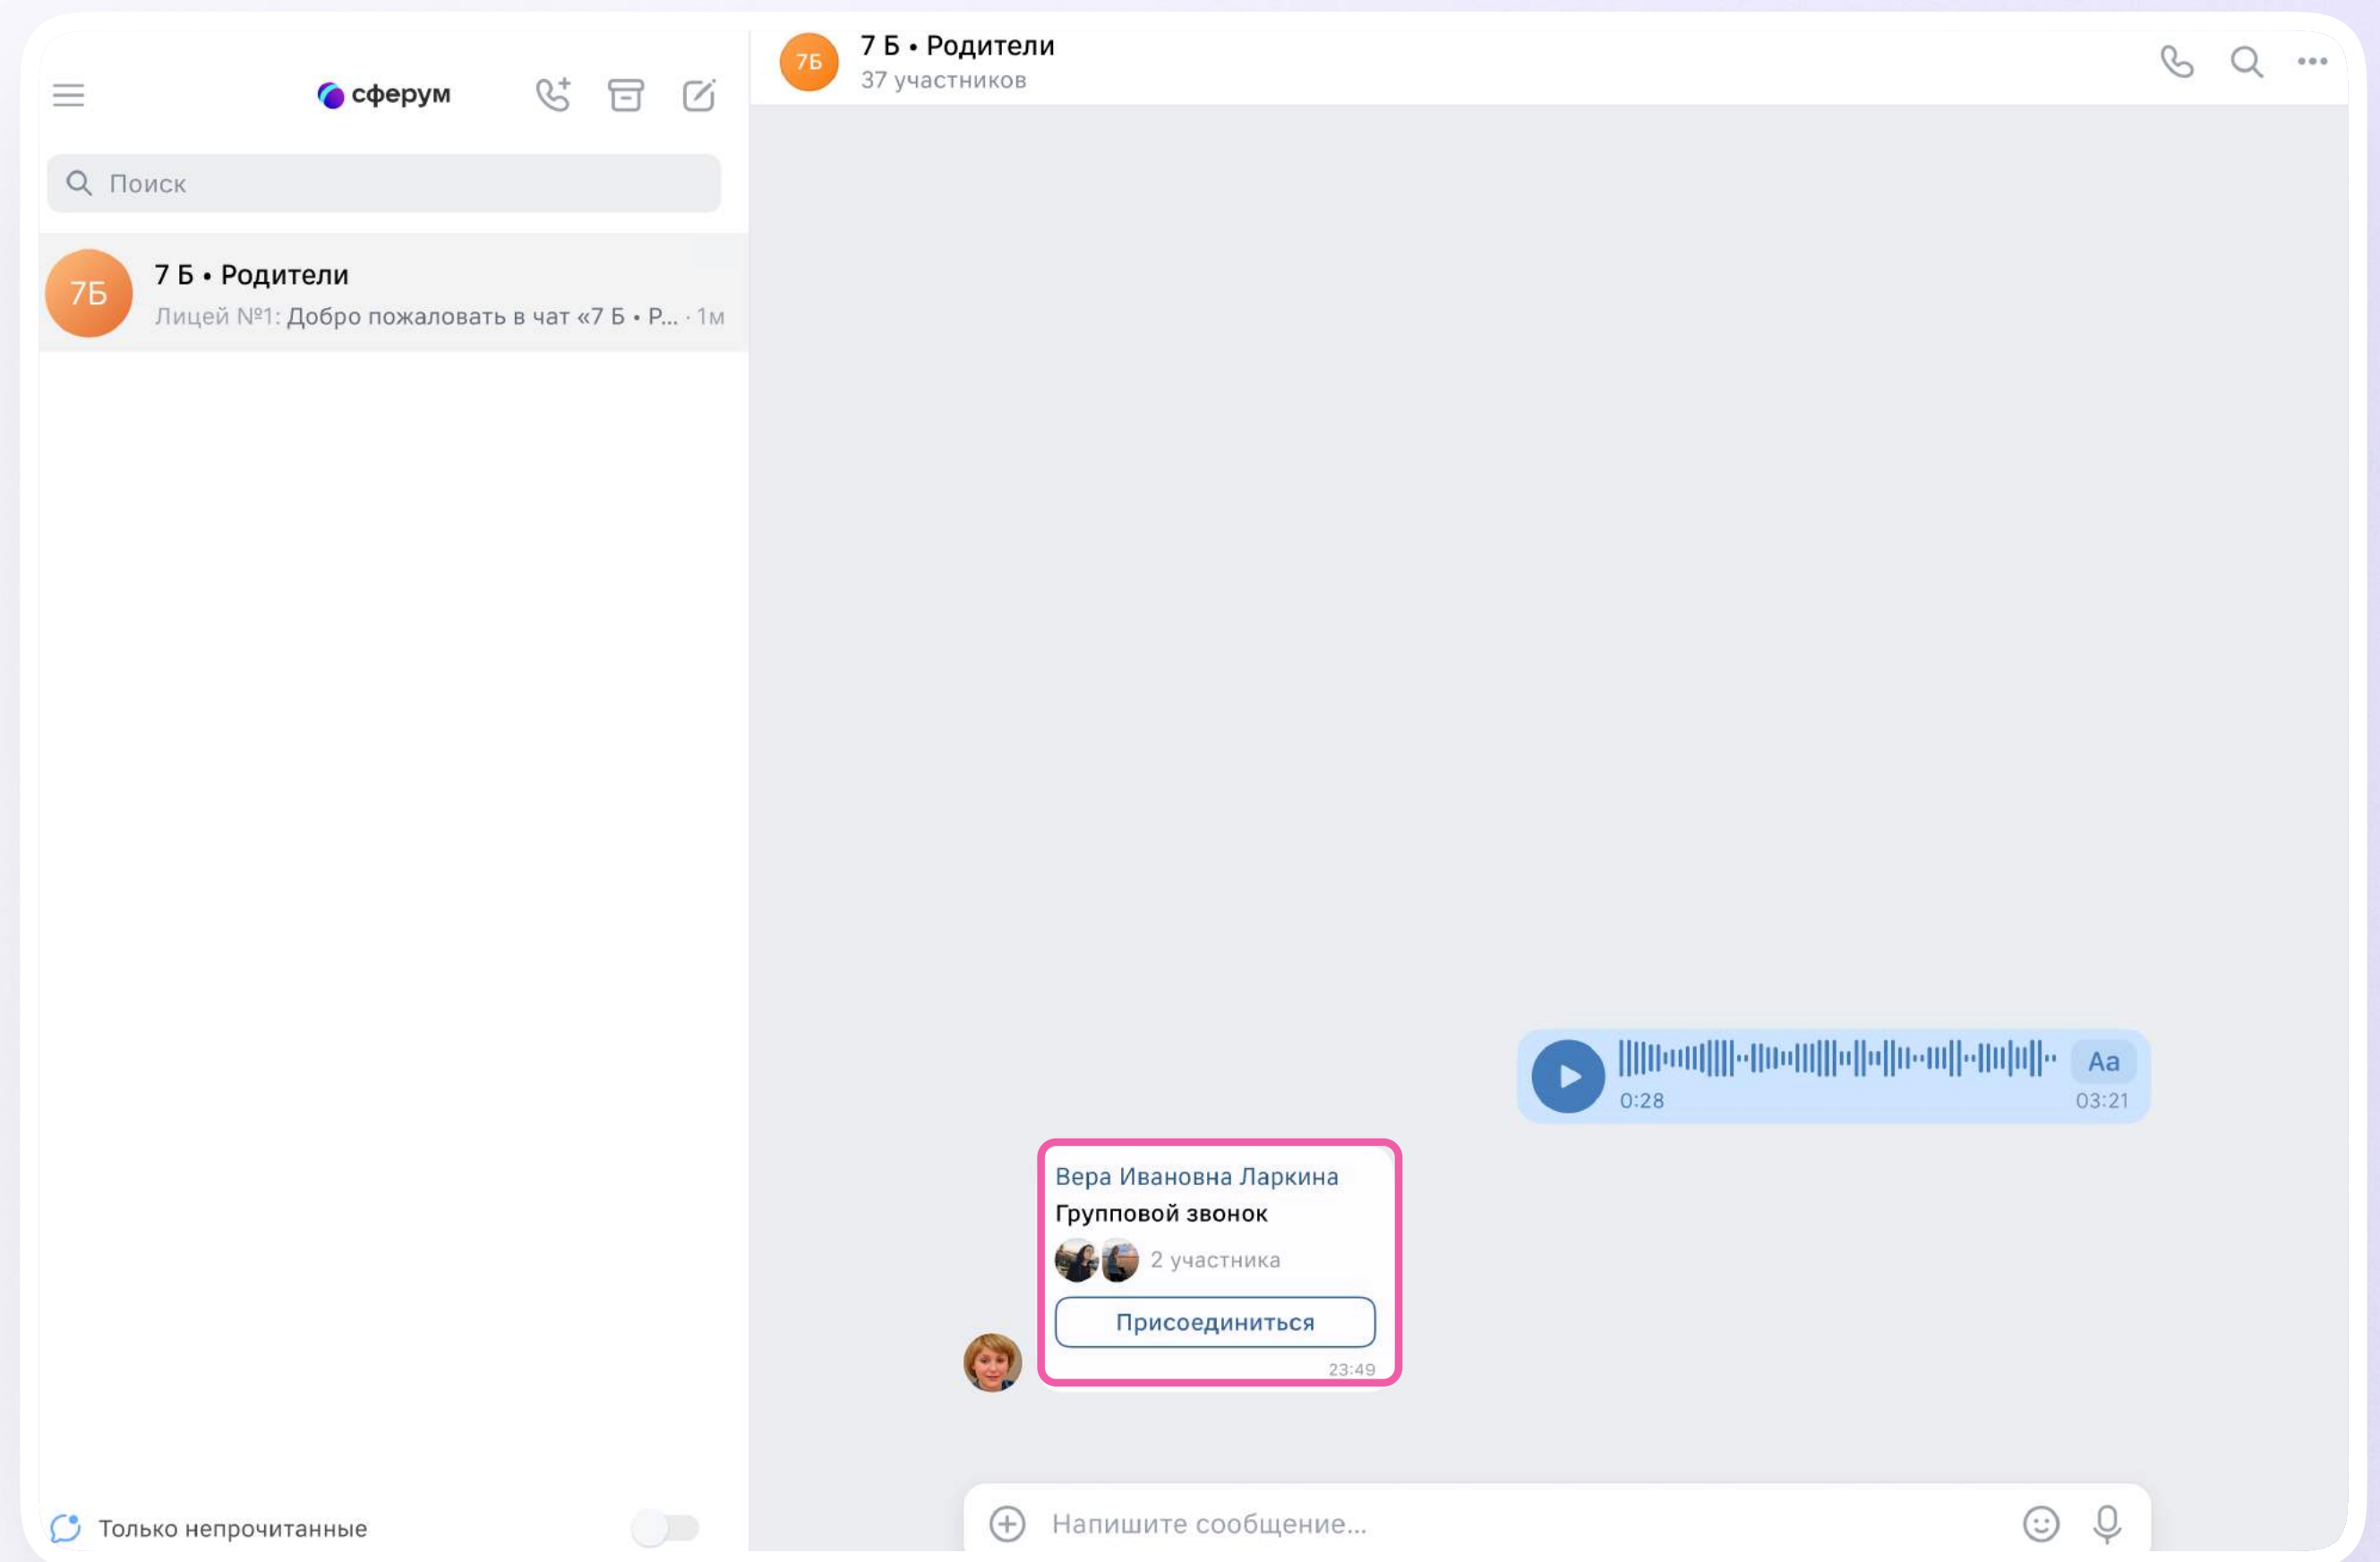 сферум
Поиск
7Б
7 Б • Родители
Лицей №1: Добро пожаловать в чат «7 Б • Р... · 1м
Только непрочитанные
7Б
7 Б • Родители
37 участников
0:28
Aa
03:21
Вера Ивановна Ларкина
Групповой звонок
2 участника
Присоединиться
23:49
Напишите сообщение...